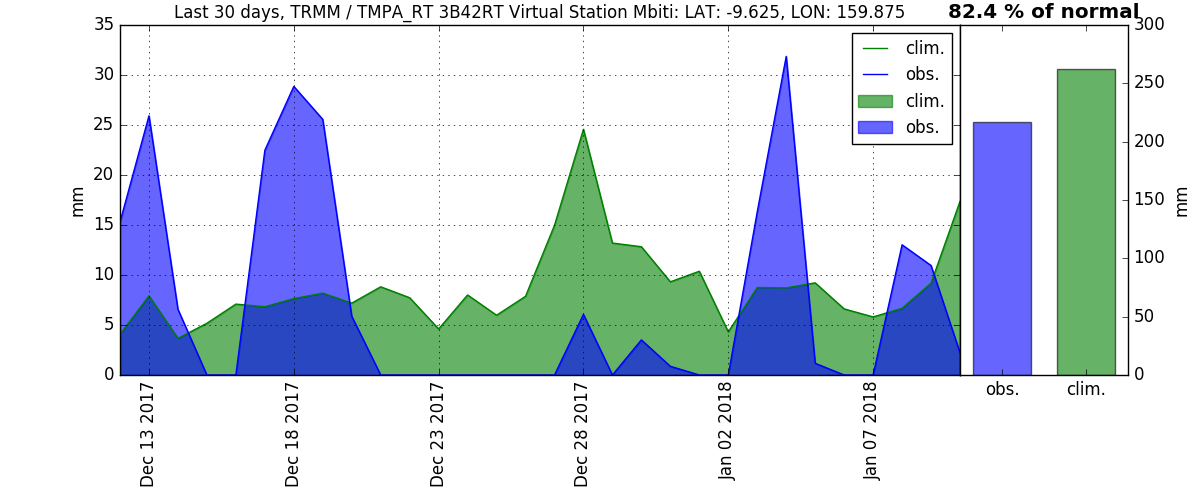 Last 30 days, TRMM / TMPA_RT 3B42RT Virtual Station Mbiti: LAT: -9.625, LON: 159.875
82.4 % of normal
35
30
25
20
15
10
5
0
mm
clim.
obs.
clim.
obs.
Dec 13 2017
Dec 18 2017
Dec 23 2017
Dec 28 2017
Jan 02 2018
Jan 07 2018
300
250
200
150
100
50
0
mm
obs.
clim.